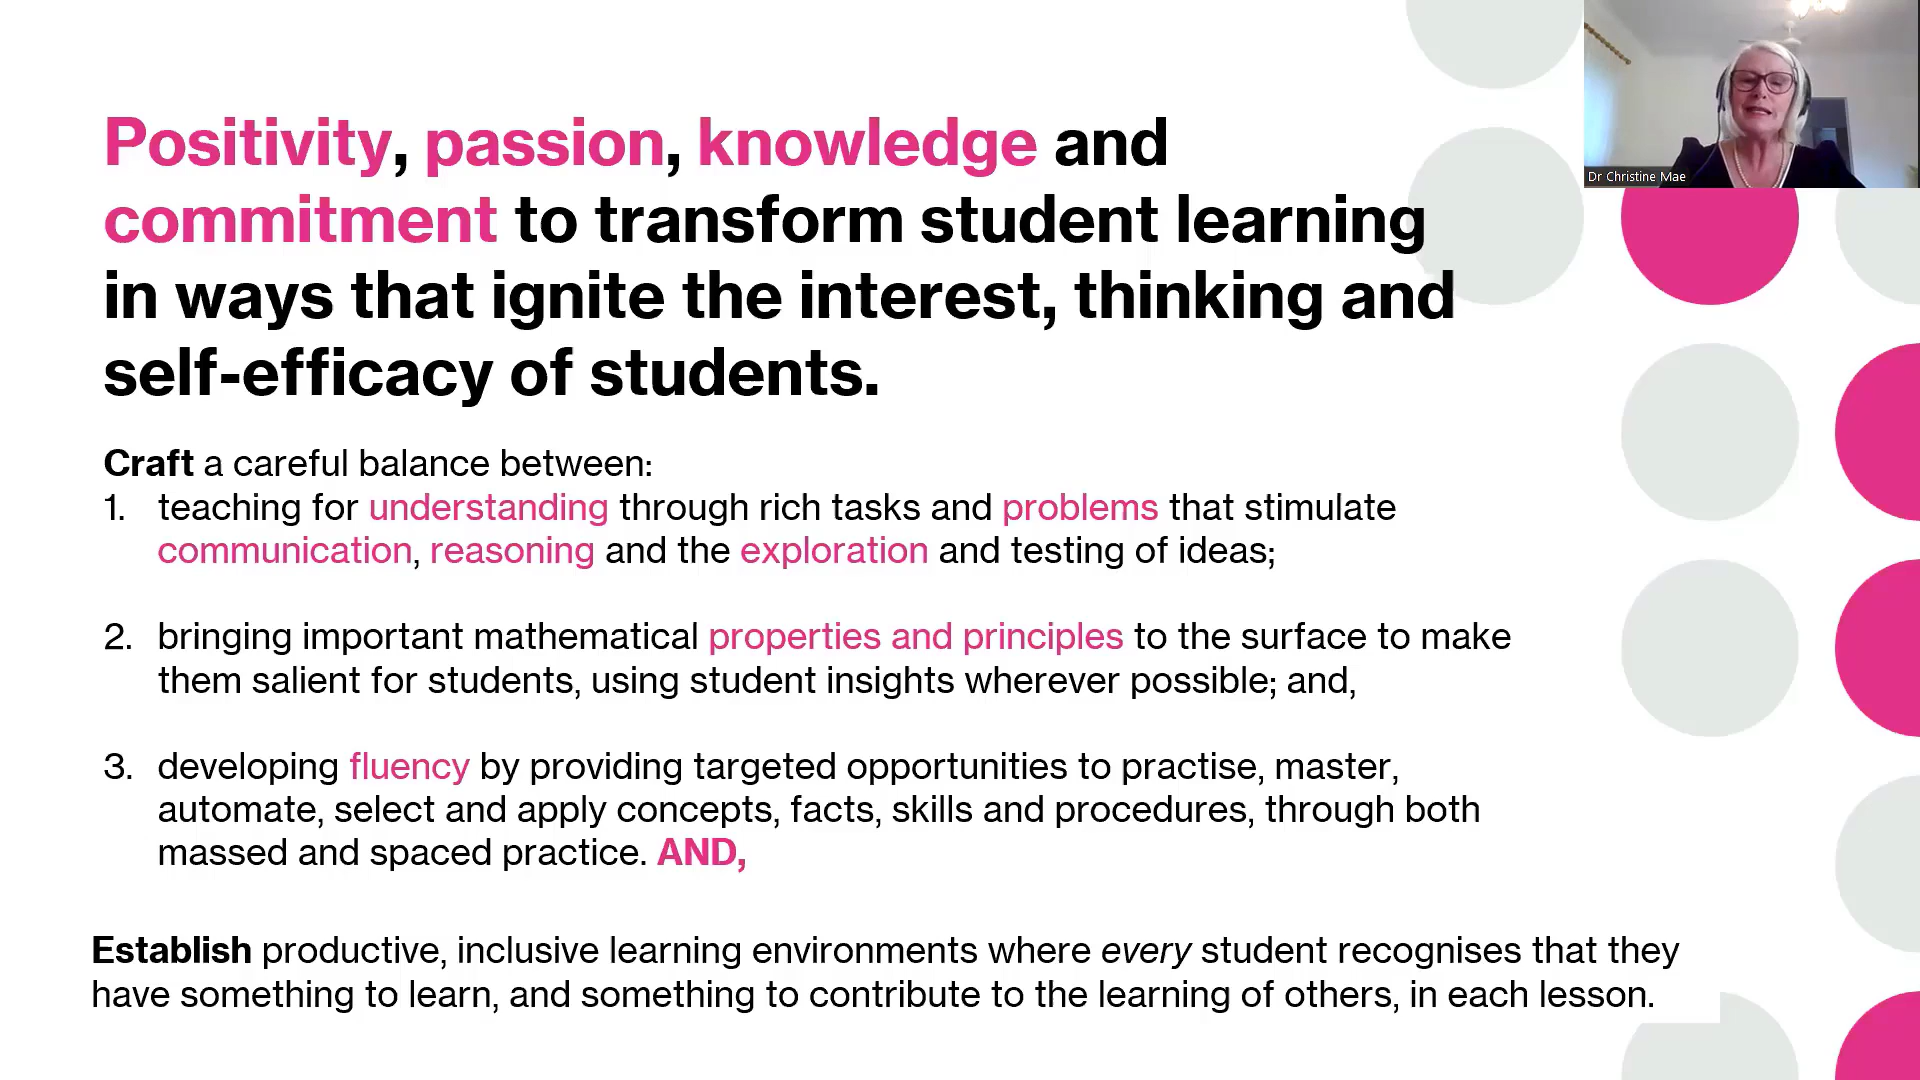 Positivity, passion, knowledge and
commitment to transform student learning
in ways that ignite the interest, thinking and
self-efficacy of students.
Craft a careful balance between:
1. teaching for understanding through rich tasks and problems that stimulate
communication, reasoning and the exploration and testing of ideas;
2. bringing important mathematical properties and principles to the surface to make
them salient for students, using student insights wherever possible; and,
3. developing fluency by providing targeted opportunities to practise, master,
automate, select and apply concepts, facts, skills and procedures, through both
massed and spaced practice. AND,
Establish productive, inclusive learning environments where every student recognises that they
have something to learn, and something to contribute to the learning of others, in each lesson.
Dr Christine Mae